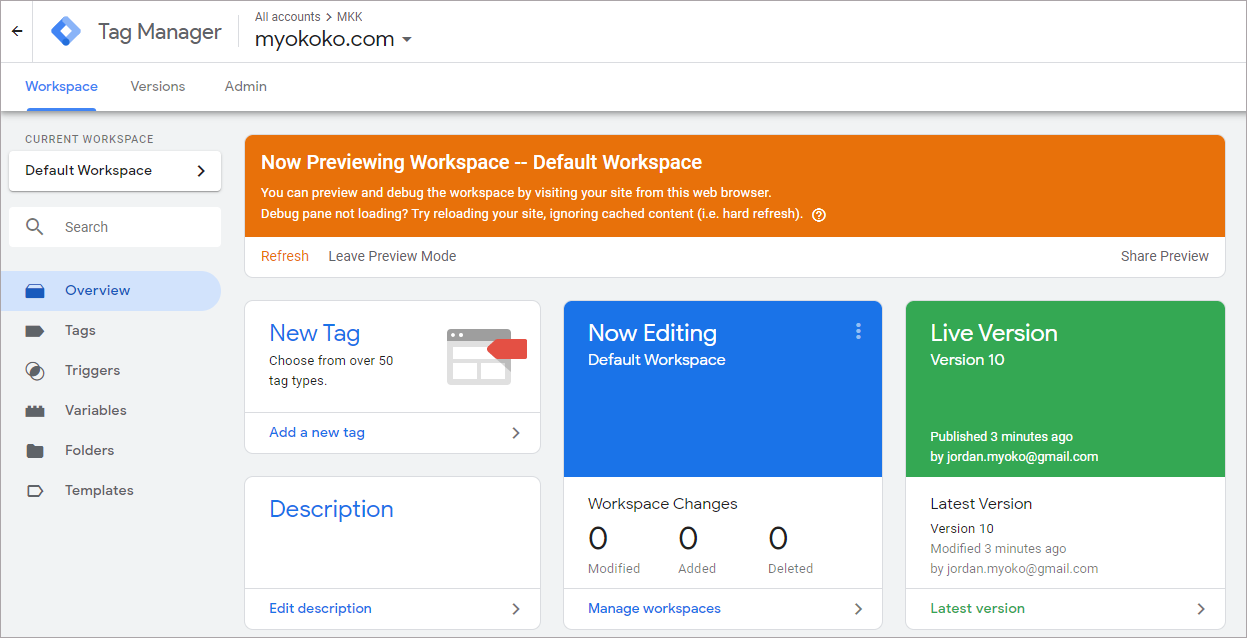 Tag Manager
All accounts > MKK
myokoko.com
Workspace
Versions
Admin
CURRENT WORKSPACE
Default Workspace
Search
Overview
Tags
Triggers
Variables
Folders
Templates
Now Previewing Workspace -- Default Workspace
You can preview and debug the workspace by visiting your site from this web browser.
Debug pane not loading? Try reloading your site, ignoring cached content (i.e. hard refresh). ?
Refresh
Leave Preview Mode
Share Preview
New Tag
Choose from over 50
tag types.
Add a new tag
Description
Edit description
Now Editing
Default Workspace
Workspace Changes
0
Modified
0
Added
0
Deleted
Manage workspaces
Live Version
Version 10
Published 3 minutes ago
by jordan.myoko@gmail.com
Latest Version
Version 10
Modified 3 minutes ago
by jordan.myoko@gmail.com
Latest version